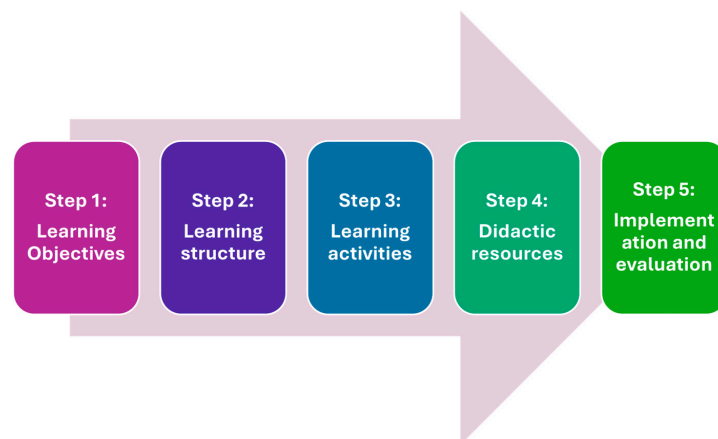 Step 1:
Learning
Objectives
Step 2:
Learning
structure
Step 3:
Learning
activities
Step 4:
Didactic
resources
Step 5:
Implement
ation and
evaluation